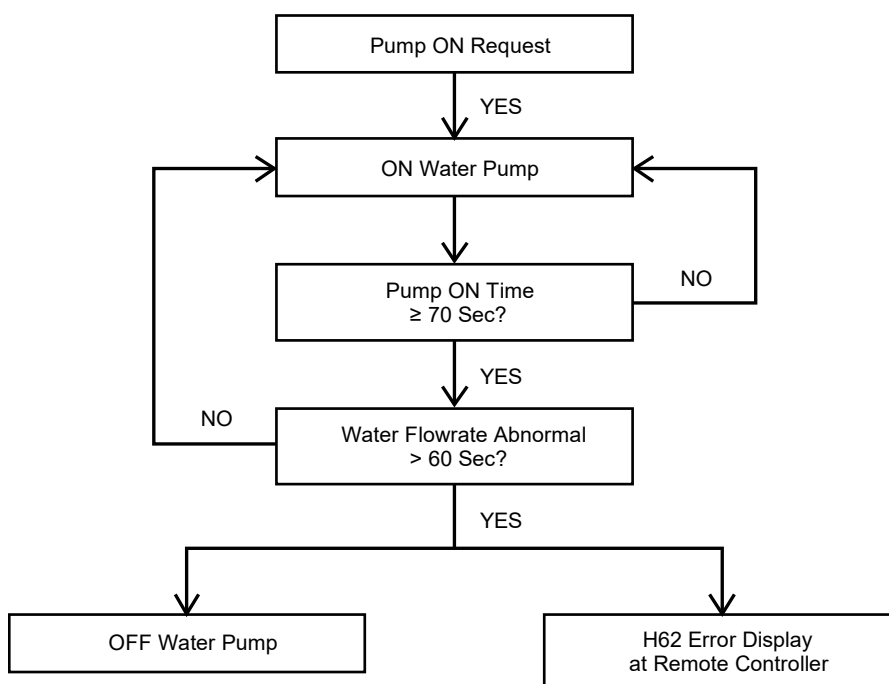 Pump ON Request
YES
ON Water Pump
Pump ON Time
≥ 70 Sec?
NO
YES
NO
Water Flowrate Abnormal
> 60 Sec?
YES
OFF Water Pump
H62 Error Display
at Remote Controller